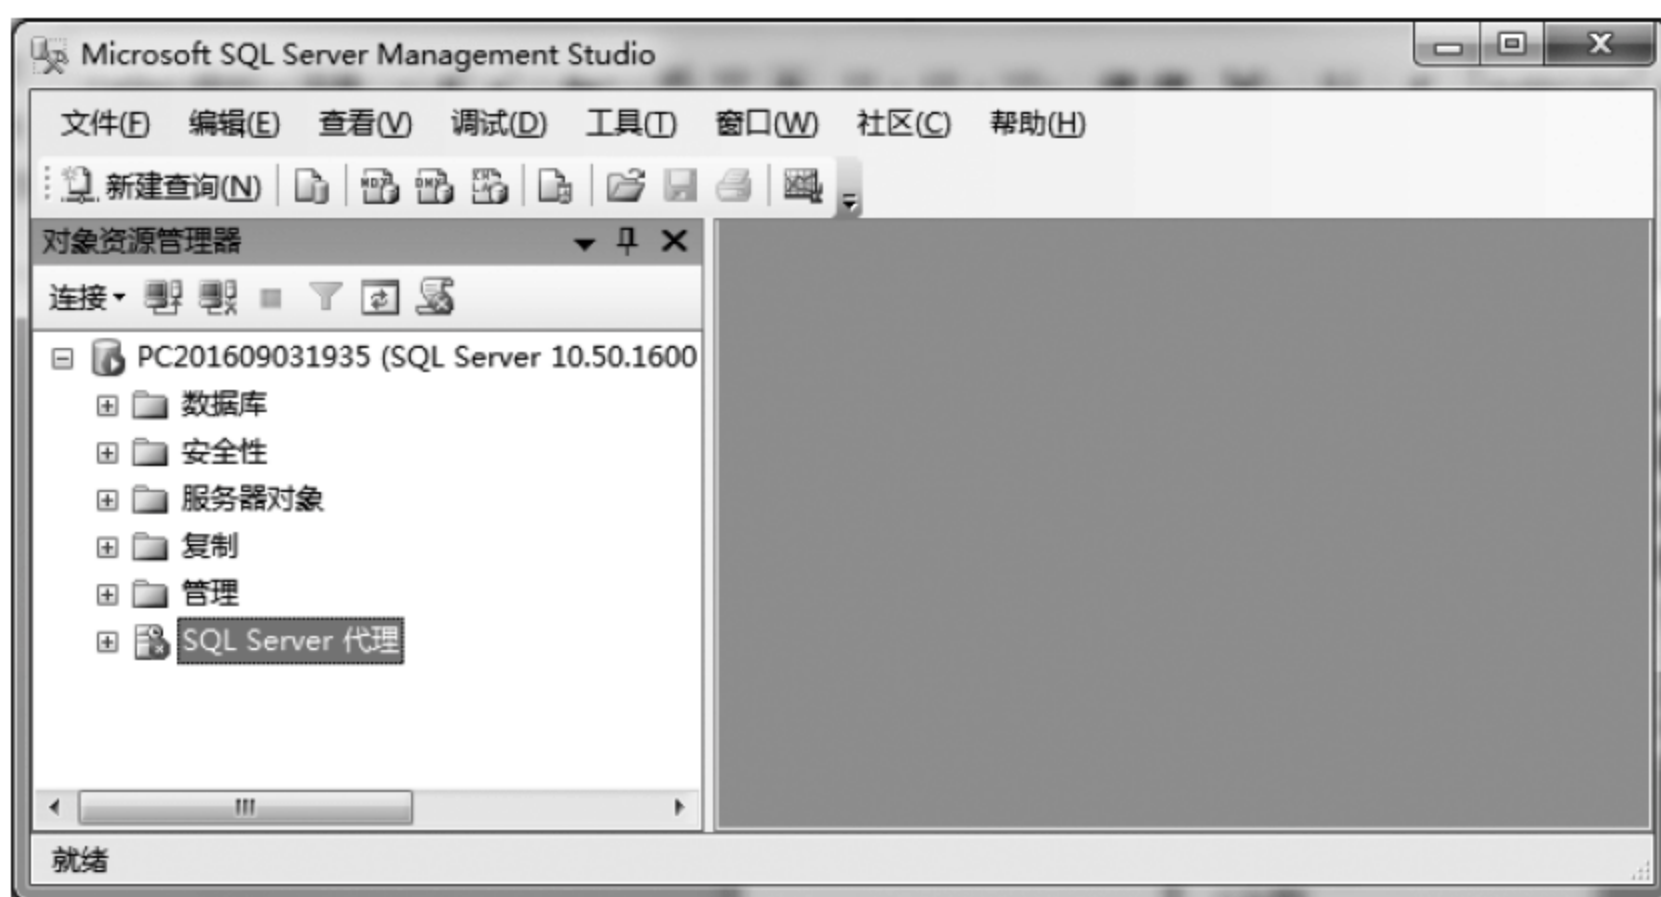 Microsoft SQL Server Management Studio
文件(F) 编辑(E) 查看(V) 调试(D) 工具(T) 窗口(W) 社区(C) 帮助(H)
新建查询(N)
对象资源管理器
连接
PC201609031935 (SQL Server 10.50.1600
数据库
安全性
服务器对象
复制
管理
SQL Server 代理
就绪